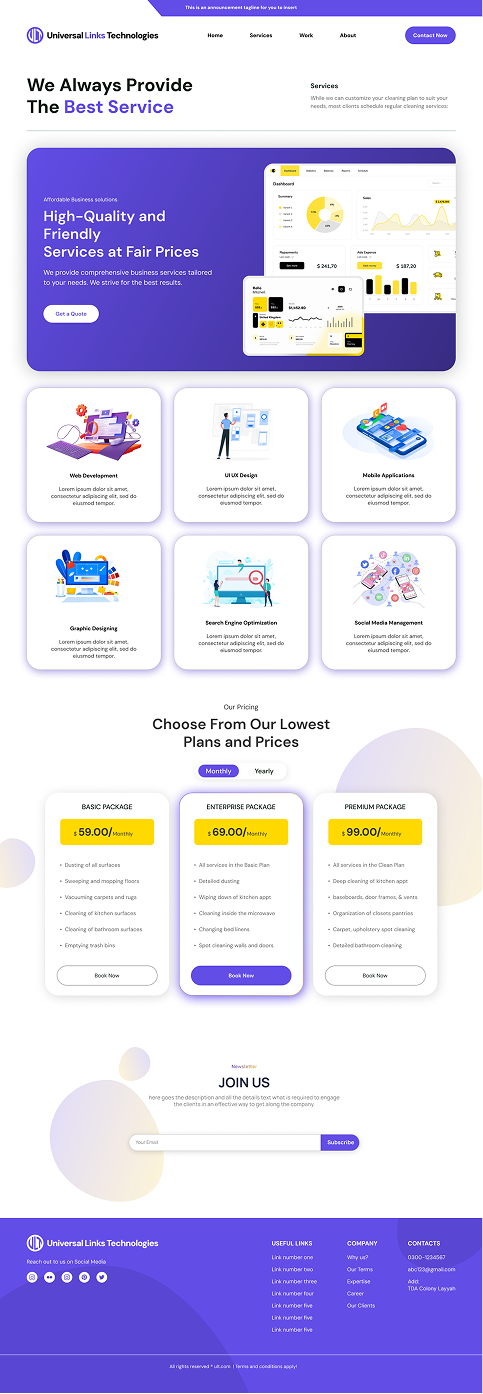 This is an announcement tagline for you to insert
Universal Links Technologies
Home
Services
Work
About
Contact Now
We Always Provide
The Best Service
Services
While we can customize your cleaning plan to suit your
needs, most clients schedule regular cleaning services:
Affordable Business solutions
High-Quality and
Friendly
Services at Fair Prices
We provide comprehensive business services tailored
to your needs. We strive for the best results.
Get a Quote
Dashboard
Dashboard
Summary
Sales
Repayments
$ 241,70
Ads Expense
$ 187,20
Hello
$1,452.80
United Kingdom
Web Development
Lorem ipsum dolor sit amet,
consectetur adipiscing elit, sed do
eiusmod tempor.
UI UX Design
Lorem ipsum dolor sit amet,
consectetur adipiscing elit, sed do
eiusmod tempor.
Mobile Applications
Lorem ipsum dolor sit amet,
consectetur adipiscing elit, sed do
eiusmod tempor.
Graphic Designing
Lorem ipsum dolor sit amet,
consectetur adipiscing elit, sed do
eiusmod tempor.
Search Engine Optimization
Lorem ipsum dolor sit amet,
consectetur adipiscing elit, sed do
eiusmod tempor.
Social Media Management
Lorem ipsum dolor sit amet,
consectetur adipiscing elit, sed do
eiusmod tempor.
Our Pricing
Choose From Our Lowest
Plans and Prices
Monthly
Yearly
BASIC PACKAGE
$ 59.00/Monthly
Dusting of all surfaces
Sweeping and mopping floors
Vacuuming carpets and rugs
Cleaning of kitchen surfaces
Cleaning of bathroom surfaces
Emptying trash bins
Book Now
ENTERPRISE PACKAGE
$ 69.00/Monthly
All services in the Basic Plan
Detailed dusting
Wiping down of kitchen appt
Cleaning inside the microwave
Changing bed linens
Spot cleaning walls and doors
Book Now
PREMIUM PACKAGE
$ 99.00/Monthly
All services in the Clean Plan
Deep cleaning of kitchen appt
baseboards, door frames, & vents
Organization of closets pantries
Carpet, upholstery spot cleaning
Detailed bathroom cleaning
Book Now
Newsletter
JOIN US
here goes the description and all the details text what is required to engage
the clients in an effective way to get along the company
Your Email
Subscribe
Universal Links Technologies
Reach out to us on Social Media
USEFUL LINKS
Link number one
Link number two
Link number three
Link number four
Link number five
Link number five
Link number five
COMPANY
Why us?
Our Terms
Expertise
Career
Our Clients
CONTACTS
0300-1234567
abc123@gmail.com
Add:
TDA Colony Layyah
All rights reserved ® ult.com | Terms and conditions apply!